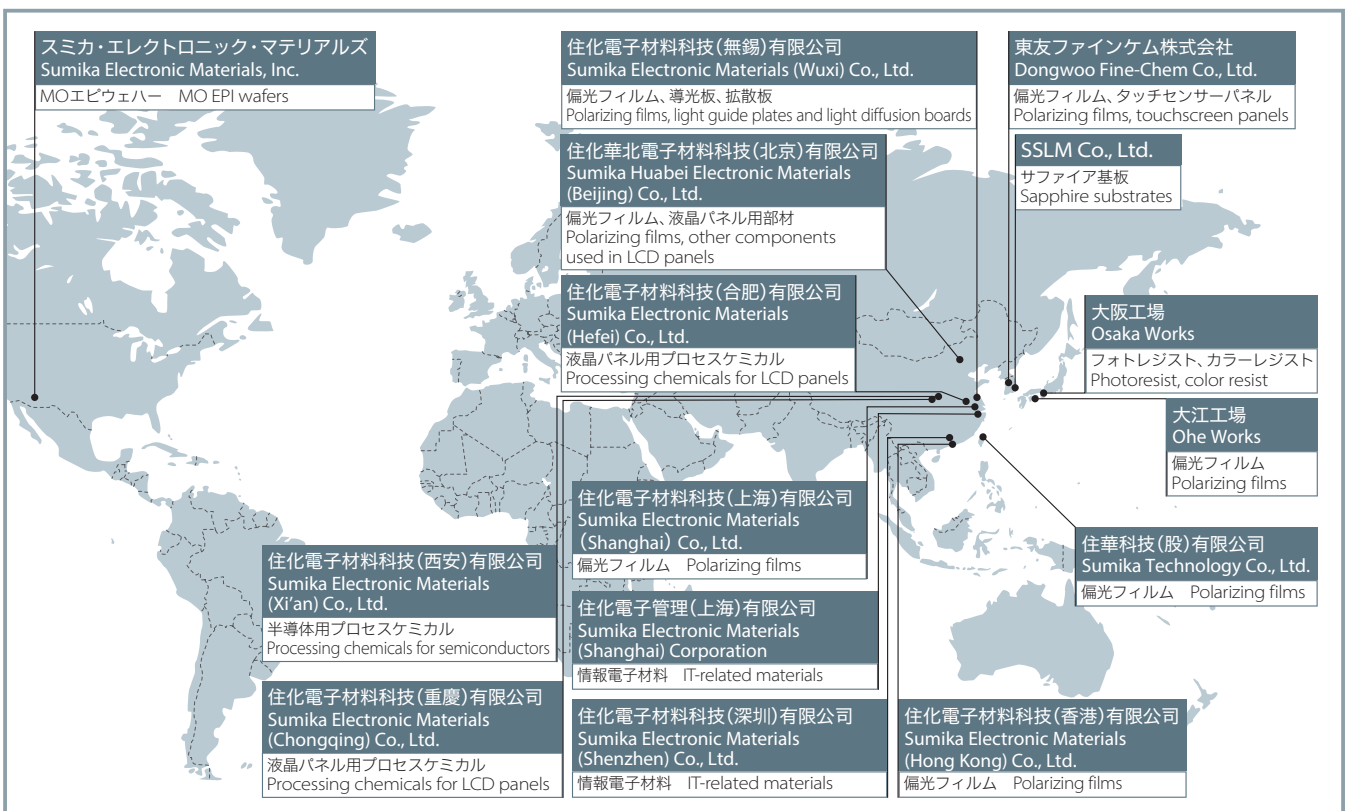 スミカ・エレクトロニック・マテリアルズ
Sumika Electronic Materials, Inc.
MOエピウェハー MO EPI wafers
住化電子材料科技(無錫)有限公司
Sumika Electronic Materials (Wuxi) Co., Ltd.
偏光フィルム、導光板、拡散板
Polarizing films, light guide plates and light diffusion boards
東友ファインケム株式会社
Dongwoo Fine-Chem Co., Ltd.
偏光フィルム、タッチセンサーパネル
Polarizing films, touchscreen panels
住化華北電子材料科技(北京)有限公司
Sumika Huabei Electronic Materials
(Beijing) Co., Ltd.
偏光フィルム、液晶パネル用部材
Polarizing films, other components
used in LCD panels
SSLM Co., Ltd.
サファイア基板
Sapphire substrates
住化電子材料科技(合肥)有限公司
Sumika Electronic Materials
(Hefei) Co., Ltd.
液晶パネル用プロセスケミカル
Processing chemicals for LCD panels
大阪工場
Osaka Works
フォトレジスト、カラーレジスト
Photoresist, color resist
大江工場
Ohe Works
偏光フィルム
Polarizing films
住化電子材料科技(上海)有限公司
Sumika Electronic Materials
(Shanghai) Co., Ltd.
偏光フィルム Polarizing films
住華科技(股)有限公司
Sumika Technology Co., Ltd.
偏光フィルム Polarizing films
住化電子材料科技(西安)有限公司
Sumika Electronic Materials
(Xi’an) Co., Ltd.
半導体用プロセスケミカル
Processing chemicals for semiconductors
住化電子管理(上海)有限公司
Sumika Electronic Materials
(Shanghai) Corporation
情報電子材料 IT-related materials
住化電子材料科技(重慶)有限公司
Sumika Electronic Materials
(Chongqing) Co., Ltd.
液晶パネル用プロセスケミカル
Processing chemicals for LCD panels
住化電子材料科技(深圳)有限公司
Sumika Electronic Materials
(Shenzhen) Co., Ltd.
情報電子材料 IT-related materials
住化電子材料科技(香港)有限公司
Sumika Electronic Materials
(Hong Kong) Co., Ltd.
偏光フィルム Polarizing films